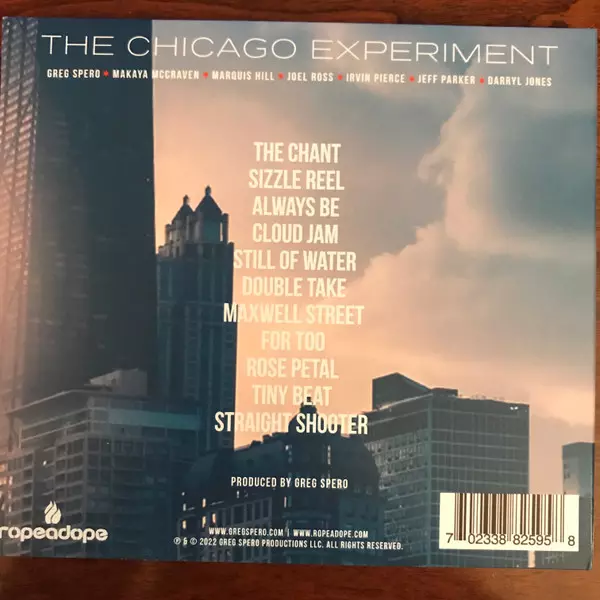 THE CHICAGO EXPERIMENT
GREG SPERO • MAKAYA MCCRAVEN • MARQUIS HILL • JOEL ROSS • IRVIN PIERCE • JEFF PARKER • DARRYL JONES
THE CHANT
SIZZLE REEL
ALWAYS BE
CLOUD JAM
STILL OF WATER
DOUBLE TAKE
MAXWELL STREET
FOR TOO
ROSE PETAL
TINY BEAT
STRAIGHT SHOOTER
PRODUCED BY GREG SPERO
ropeadope
WWW.GREGSPERO.COM | WWW.ROPEADOPE.COM
℗ & © 2022 GREG SPERO PRODUCTIONS LLC. ALL RIGHTS RESERVED.
7 02338 82595 8